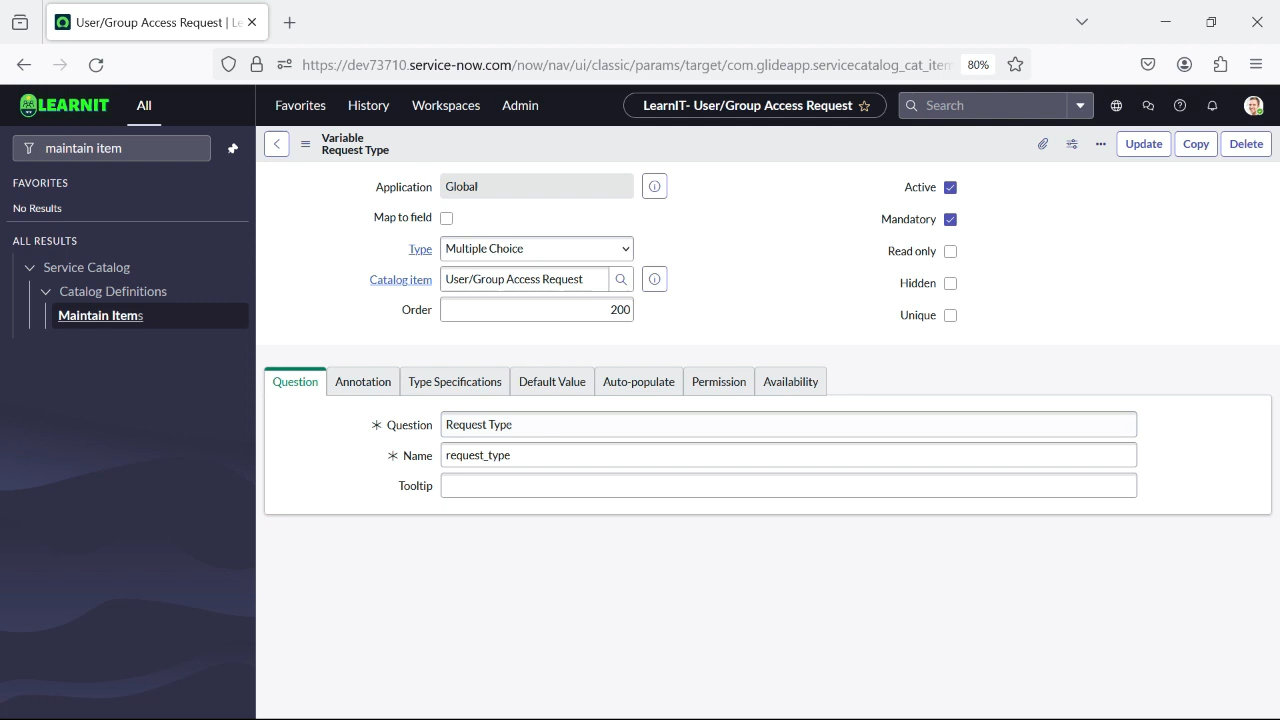 User/Group Access Request | Le
https://dev73710.service-now.com/now/nav/ui/classic/params/target/com.glideapp.servicecatalog_cat_item
80%
LEARNIT
All
Favorites
History
Workspaces
Admin
LearnIT- User/Group Access Request
Search
maintain item
FAVORITES
No Results
ALL RESULTS
Service Catalog
Catalog Definitions
Maintain Items
Variable
Request Type
Update
Copy
Delete
Application
Global
Active
Map to field
Mandatory
Type
Multiple Choice
Read only
Catalog item
User/Group Access Request
Hidden
Order
200
Unique
Question
Annotation
Type Specifications
Default Value
Auto-populate
Permission
Availability
Question
Request Type
Name
request_type
Tooltip